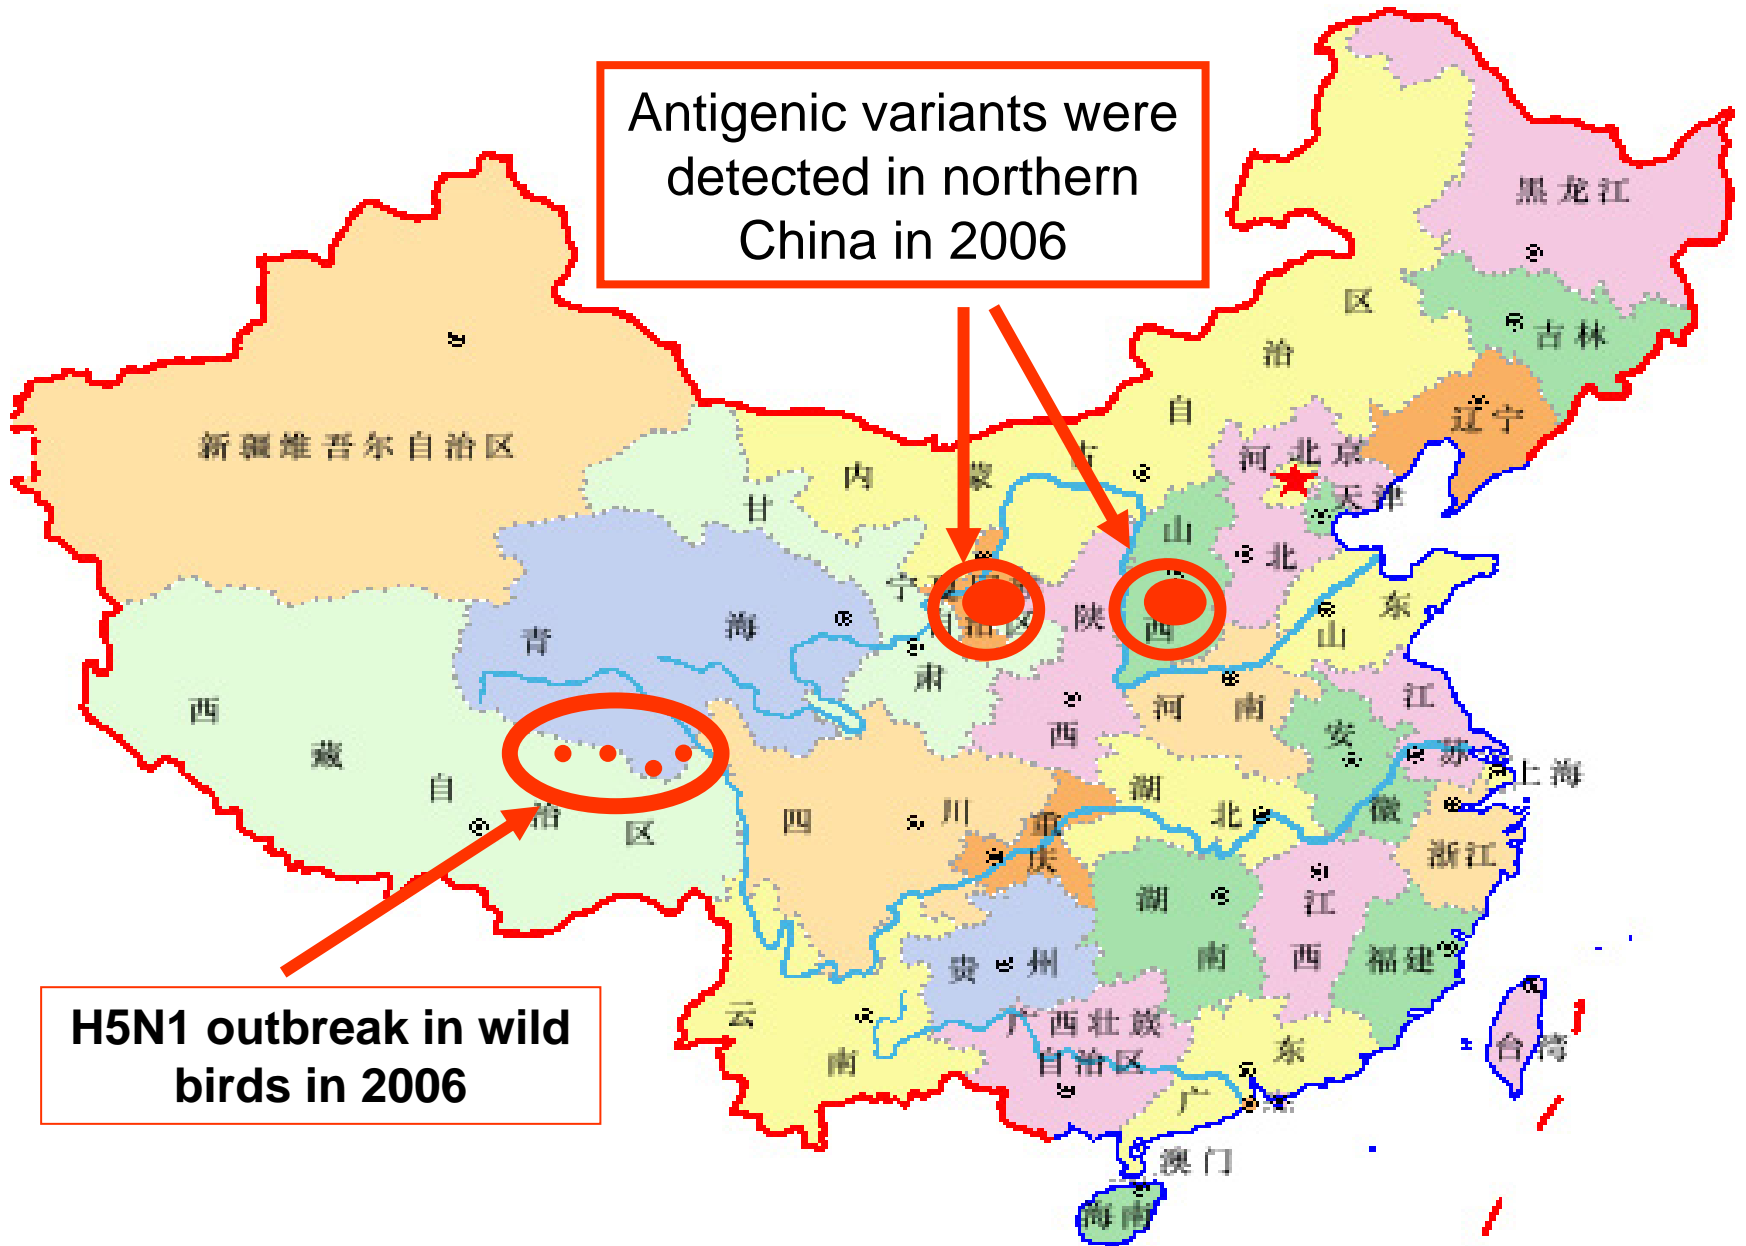 Antigenic variants were
detected in northern
China in 2006
黑龙江
吉林
辽宁
内蒙古自治区
新疆维吾尔自治区
甘肃
北京
天津
河北
山西
宁夏
自治区
陕西
山东
青海
西藏自治区
河南
江苏
安徽
上海
四川
重庆
湖北
浙江
湖南
江西
福建
贵州
云南
广西壮族
自治区
广东
台湾
澳门
海南
H5N1 outbreak in wild
birds in 2006